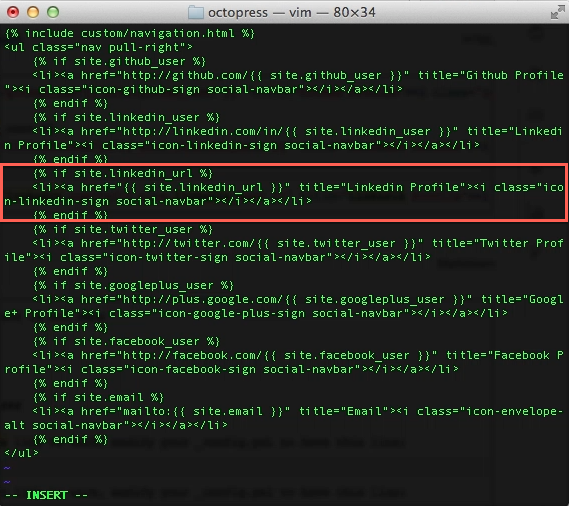 octopress — vim — 80×34
{% include custom/navigation.html %}
<ul class="nav pull-right">
    {% if site.github_user %}
    <li><a href="http://github.com/{{ site.github_user }}" title="Github Profile
"><i class="icon-github-sign social-navbar"></i></a></li>
    {% endif %}
    {% if site.linkedin_user %}
    <li><a href="http://linkedin.com/in/{{ site.linkedin_user }}" title="Linkedi
n Profile"><i class="icon-linkedin-sign social-navbar"></i></a></li>
    {% endif %}
    {% if site.linkedin_url %}
    <li><a href="{{ site.linkedin_url }}" title="Linkedin Profile"><i class="ico
n-linkedin-sign social-navbar"></i></a></li>
    {% endif %}
    {% if site.twitter_user %}
    <li><a href="http://twitter.com/{{ site.twitter_user }}" title="Twitter Prof
ile"><i class="icon-twitter-sign social-navbar"></i></a></li>
    {% endif %}
    {% if site.googleplus_user %}
    <li><a href="http://plus.google.com/{{ site.googleplus_user }}" title="Googl
e+ Profile"><i class="icon-google-plus-sign social-navbar"></i></a></li>
    {% endif %}
    {% if site.facebook_user %}
    <li><a href="http://facebook.com/{{ site.facebook_user }}" title="Facebook P
rofile"><i class="icon-facebook-sign social-navbar"></i></a></li>
    {% endif %}
    {% if site.email %}
    <li><a href="mailto:{{ site.email }}" title="Email"><i class="icon-envelope-
alt social-navbar"></i></a></li>
    {% endif %}
</ul>
~
~
-- INSERT --